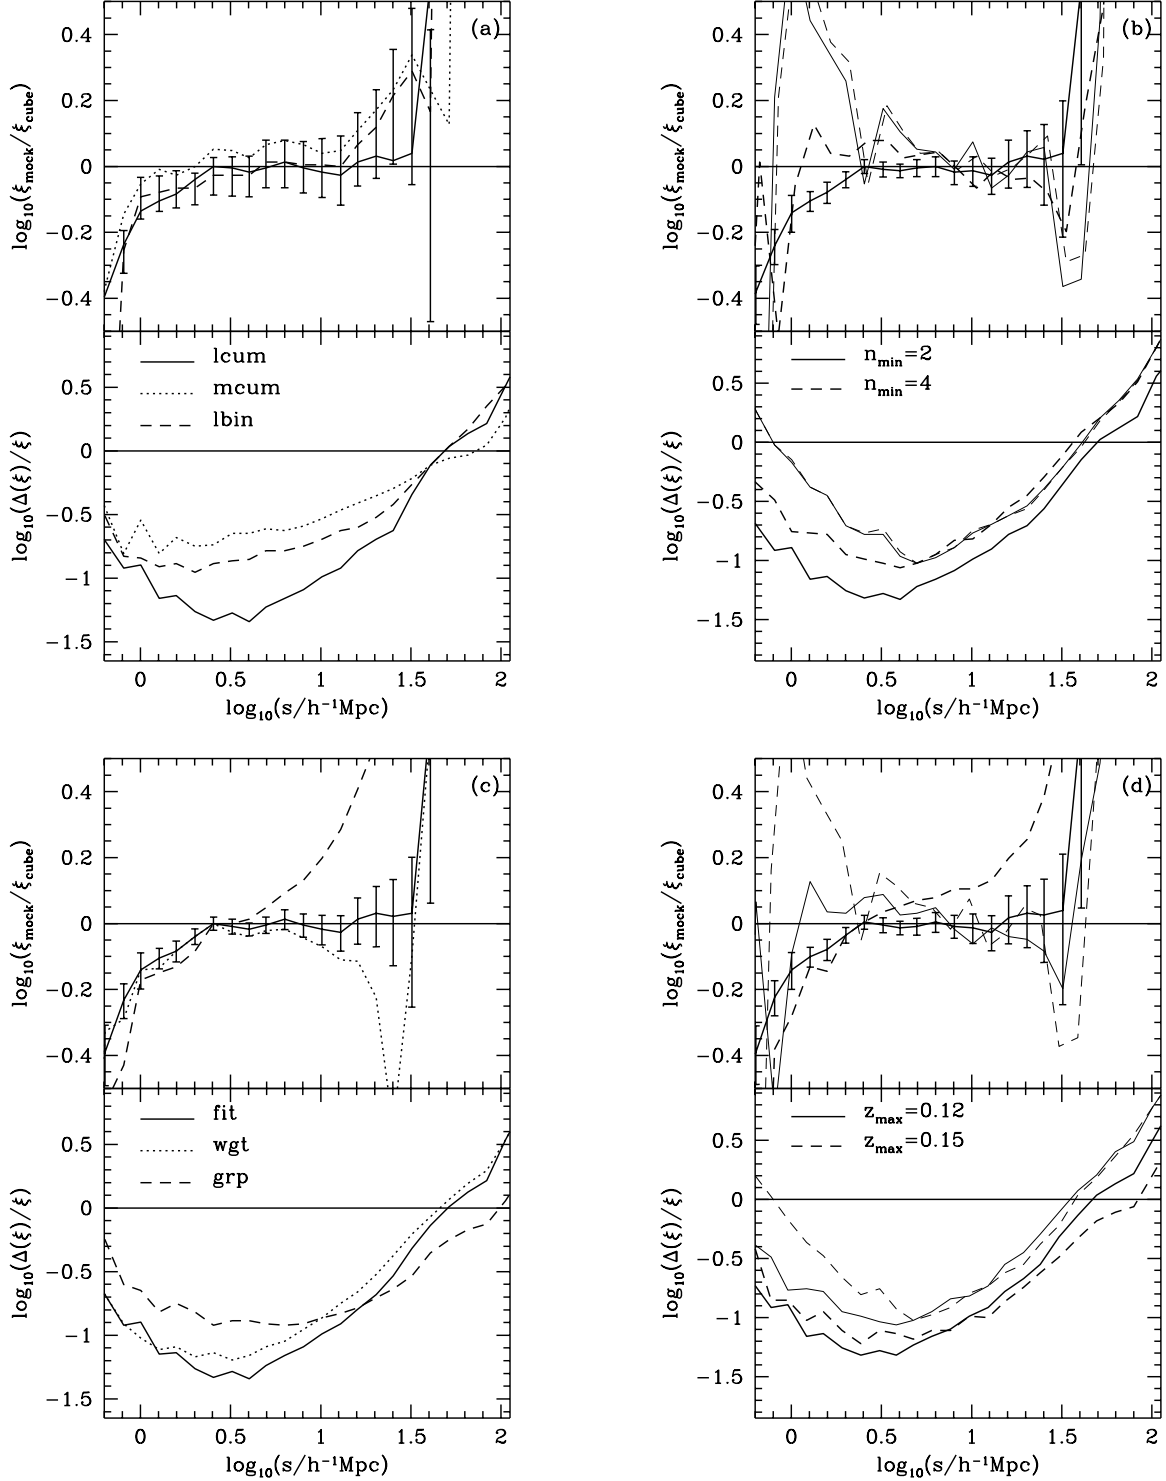 (a)
0.4
0.2
0
−0.2
−0.4
log₁₀(ξmock/ξcube)
lcum
mcum
lbin
0.5
0
−0.5
−1
−1.5
log₁₀(Δ(ξ)/ξ)
0 0.5 1 1.5 2
log₁₀(s/h⁻¹Mpc)
(b)
0.4
0.2
0
−0.2
−0.4
log₁₀(ξmock/ξcube)
nmin=2
nmin=4
0.5
0
−0.5
−1
−1.5
log₁₀(Δ(ξ)/ξ)
0 0.5 1 1.5 2
log₁₀(s/h⁻¹Mpc)
(c)
0.4
0.2
0
−0.2
−0.4
log₁₀(ξmock/ξcube)
fit
wgt
grp
0.5
0
−0.5
−1
−1.5
log₁₀(Δ(ξ)/ξ)
0 0.5 1 1.5 2
log₁₀(s/h⁻¹Mpc)
(d)
0.4
0.2
0
−0.2
−0.4
log₁₀(ξmock/ξcube)
zmax=0.12
zmax=0.15
0.5
0
−0.5
−1
−1.5
log₁₀(Δ(ξ)/ξ)
0 0.5 1 1.5 2
log₁₀(s/h⁻¹Mpc)